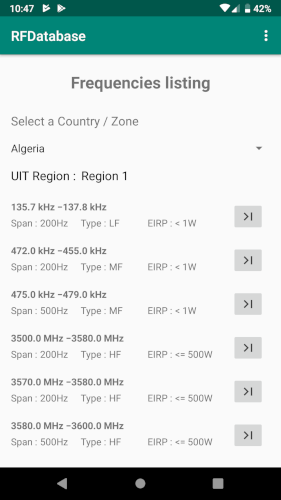 10:47 42%
RFDatabase
Frequencies listing
Select a Country / Zone
Algeria
UIT Region : Region 1
135.7 kHz –137.8 kHz
Span : 200Hz Type : LF EIRP : < 1W
472.0 kHz –455.0 kHz
Span : 200Hz Type : MF EIRP : < 1W
475.0 kHz –479.0 kHz
Span : 500Hz Type : MF EIRP : < 1W
3500.0 MHz –3580.0 MHz
Span : 200Hz Type : HF EIRP : <= 500W
3570.0 MHz –3580.0 MHz
Span : 200Hz Type : HF EIRP : <= 500W
3580.0 MHz –3600.0 MHz
Span : 500Hz Type : HF EIRP : <= 500W